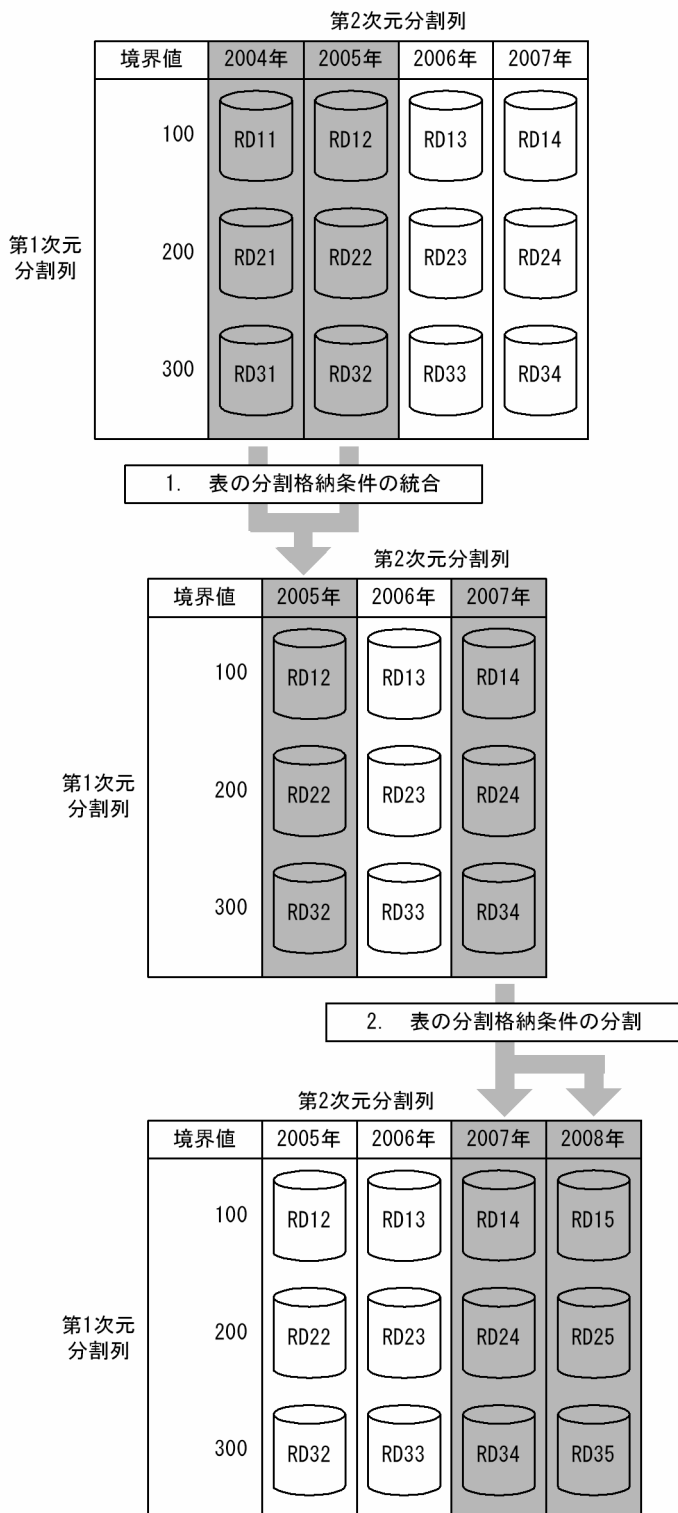 第2次元分割列
境界値 2004年 2005年 2006年 2007年
100 RD11 RD12 RD13 RD14
第1次元
分割列
200 RD21 RD22 RD23 RD24
300 RD31 RD32 RD33 RD34
1. 表の分割格納条件の統合
第2次元分割列
境界値 2005年 2006年 2007年
100 RD12 RD13 RD14
第1次元
分割列
200 RD22 RD23 RD24
300 RD32 RD33 RD34
2. 表の分割格納条件の分割
第2次元分割列
境界値 2005年 2006年 2007年 2008年
100 RD12 RD13 RD14 RD15
第1次元
分割列
200 RD22 RD23 RD24 RD25
300 RD32 RD33 RD34 RD35